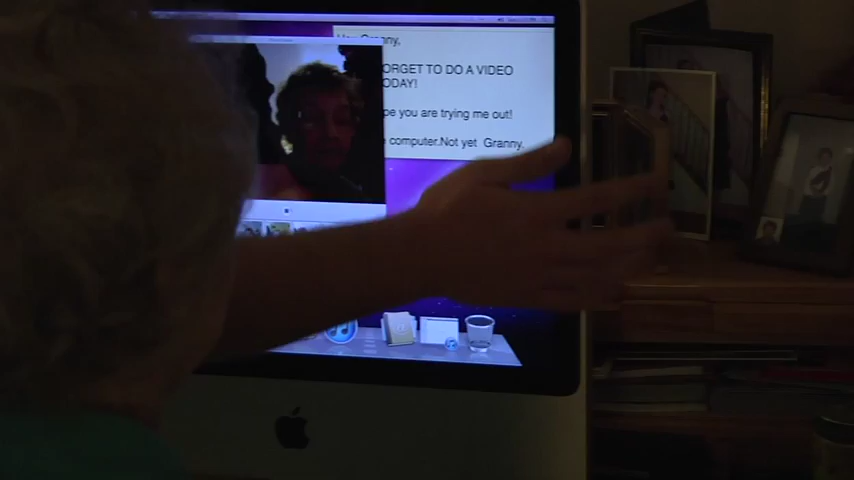 Granny,
ORGET TO DO A VIDEO
ODAY!
pe you are trying me out!
computer.Not yet Granny.